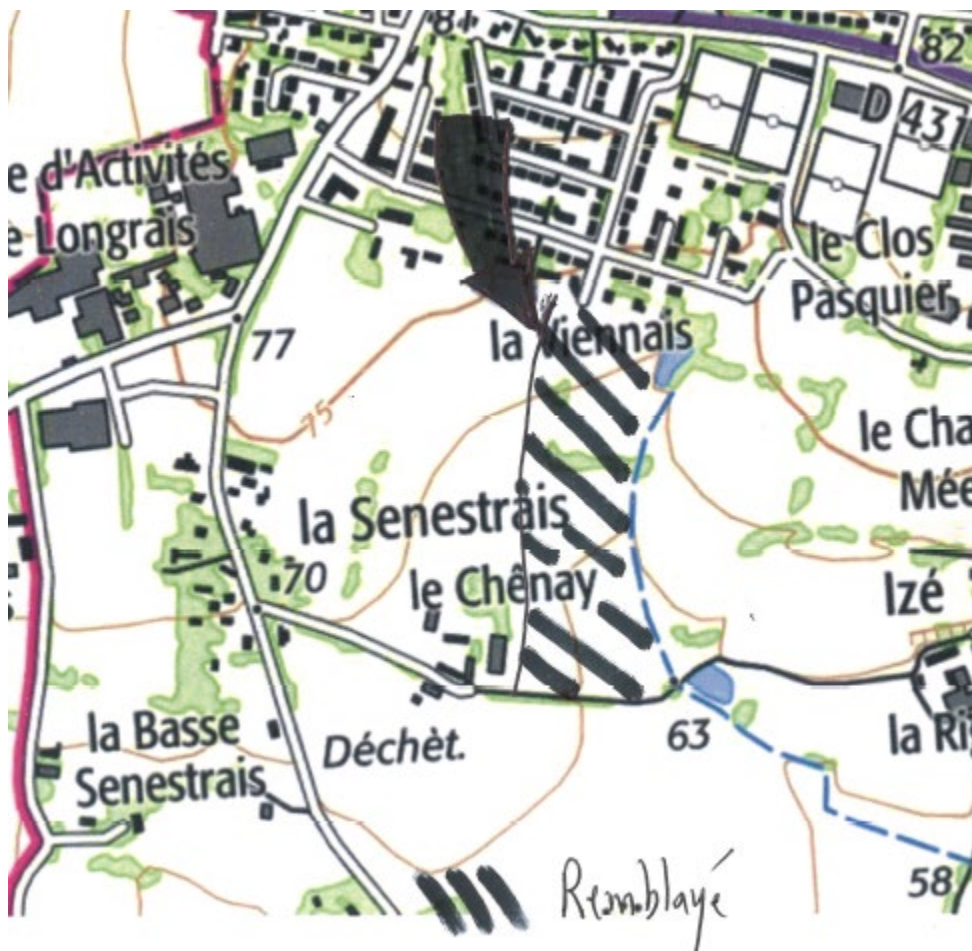 81
82
D 431
e d'Activités
e Longrais
le Clos
Pasquier
77
la Viennais
75
le Cha
Mée
la Senestrais
70
le Chênay
Izé
la Basse
Senestrais
Déchèt.
63
la Rig
58
Remblayé